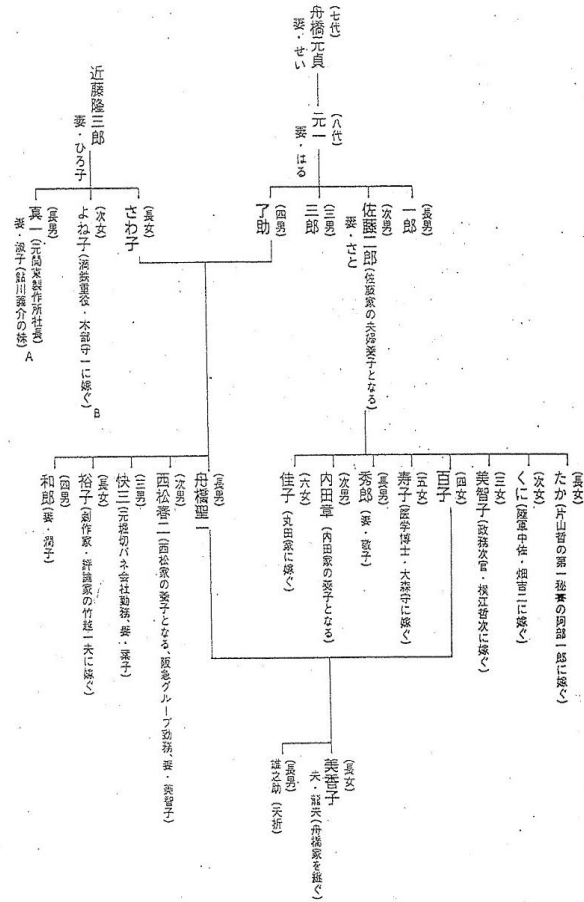 (七代)
舟橋元貞
妻・せい
(八代)
元一
妻・はる
(長男)
一郎
(次男)
佐藤二郎(佐藤家の夫婦養子となる)
妻・さと
(三男)
三郎
(四男)
了助
近藤隆三郎
妻・ひろ子
(長女)
さわ子
(次女)
よね子(満鉄重役・木部守一に嫁ぐ)B
(長男)
真一(元関東製作所社長)
妻・淑子(鮎川義介の妹)A
(長女)
たか(片山哲の第一秘書の阿部一郎に嫁ぐ)
(次女)
くに(陸軍中佐・畑吉二に嫁ぐ)
(三女)
美智子(政務次官・横江哲次に嫁ぐ)
(四女)
百子
(五女)
寿子(医学博士・大森守に嫁ぐ)
(長男)
秀郎(妻・敬子)
(次男)
内田章(内田家の養子となる)
(六女)
佳子(丸田家に嫁ぐ)
(長男)
舟橋聖一
(次男)
西松番二(西松家の養子となる、阪急グループ勤務、妻・英智子)
(三男)
快三(元堀切バネ会社勤務、妻・葉子)
(長女)
裕子(劇作家・評論家の竹越一夫に嫁ぐ)
(四男)
和郎(妻・潤子)
(長女)
美香子
夫・龍夫(舟橋家を継ぐ)
(長男)
雄之助(夭折)